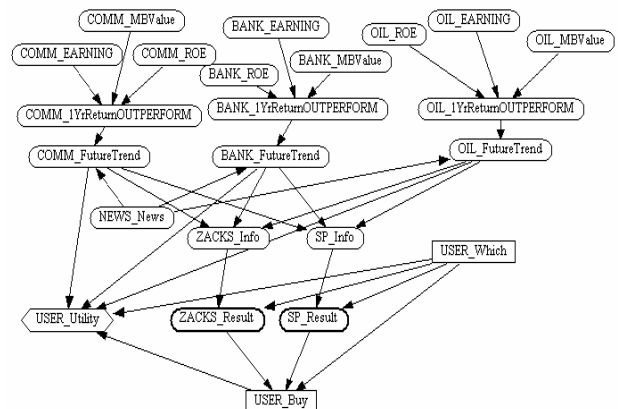 COMM_MBValue
BANK_EARNING
OIL_EARNING
OIL_ROE
OIL_MBValue
COMM_EARNING
COMM_ROE
BANK_MBValue
BANK_ROE
COMM_1YrReturnOUTPERFORM
BANK_1YrReturnOUTPERFORM
OIL_1YrReturnOUTPERFORM
COMM_FutureTrend
BANK_FutureTrend
OIL_FutureTrend
NEWS_News
ZACKS_Info
SP_Info
USER_Which
USER_Utility
ZACKS_Result
SP_Result
USER_Buy